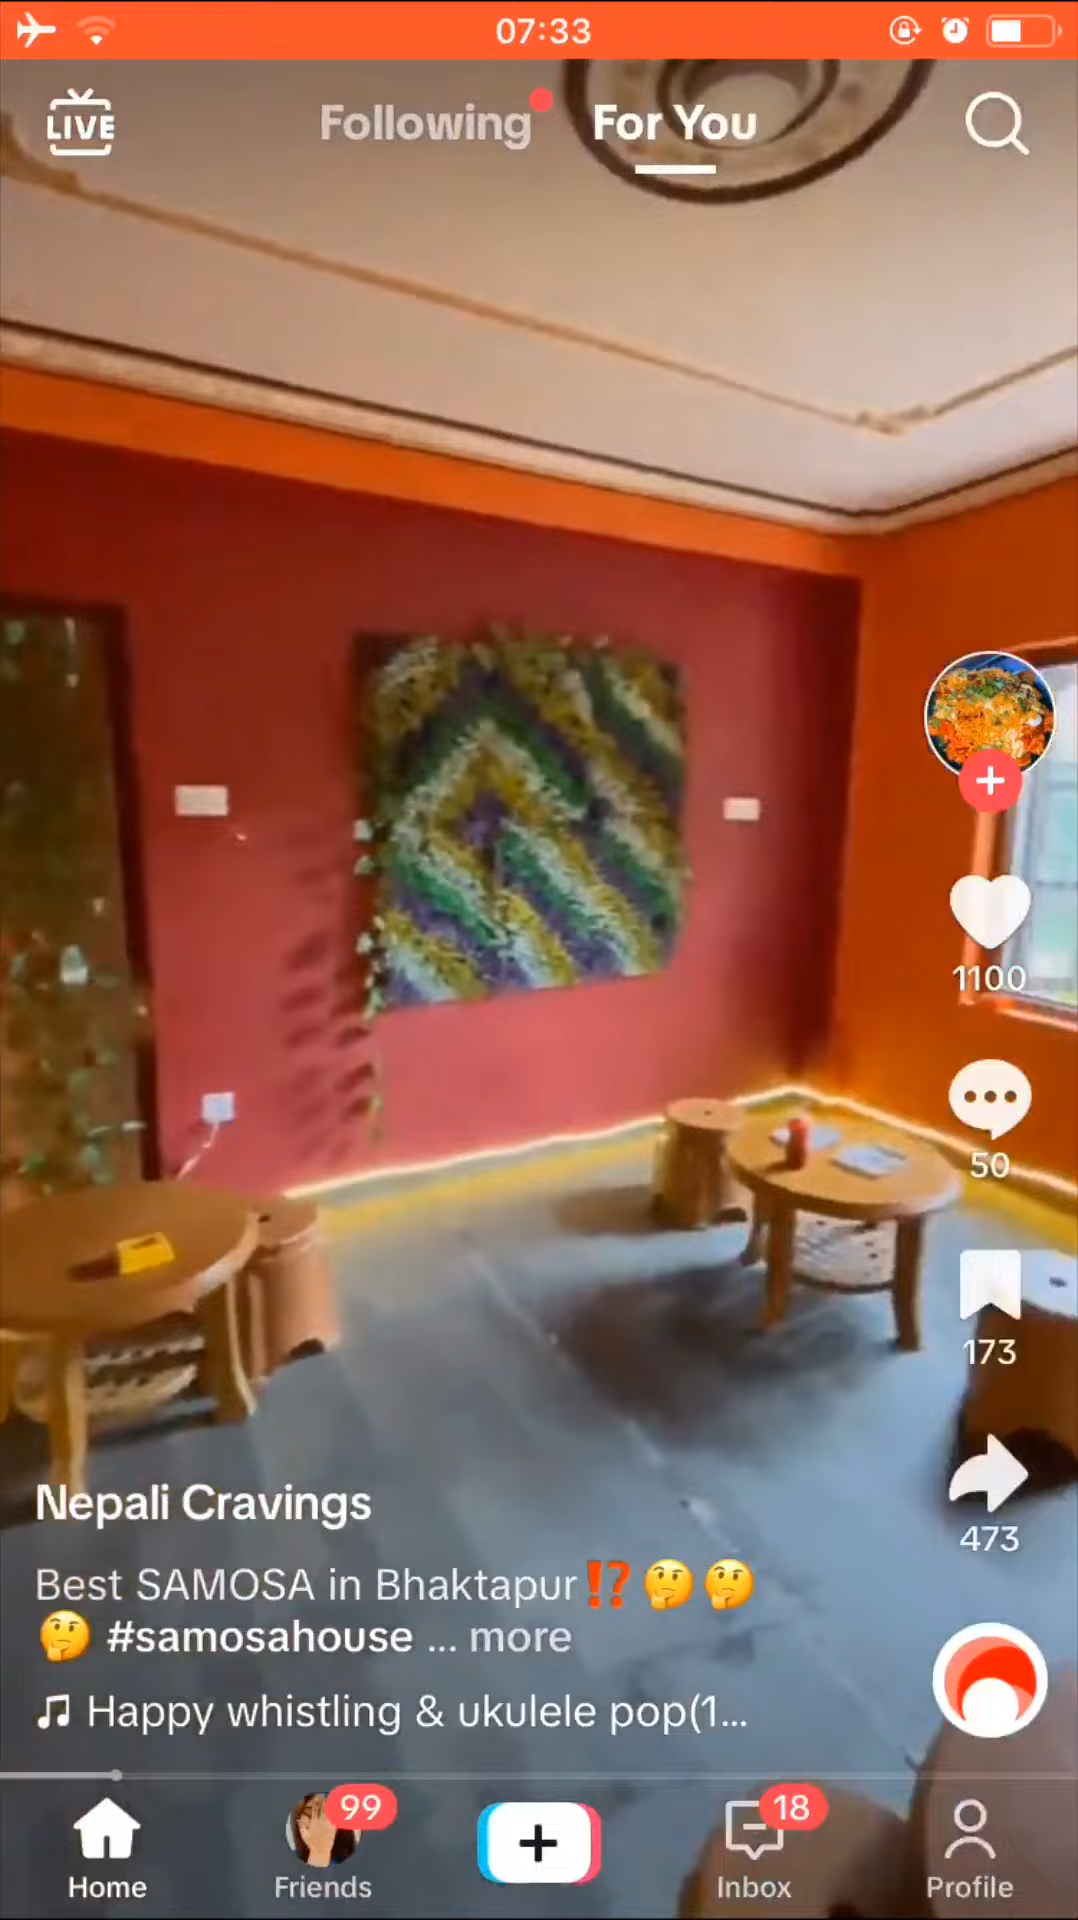 07:33
LIVE
Following
For You
1100
50
173
473
Nepali Cravings
Best SAMOSA in Bhaktapur⁉️🤔🤔
🤔 #samosahouse ... more
Happy whistling & ukulele pop(1...
99
18
Home
Friends
Inbox
Profile